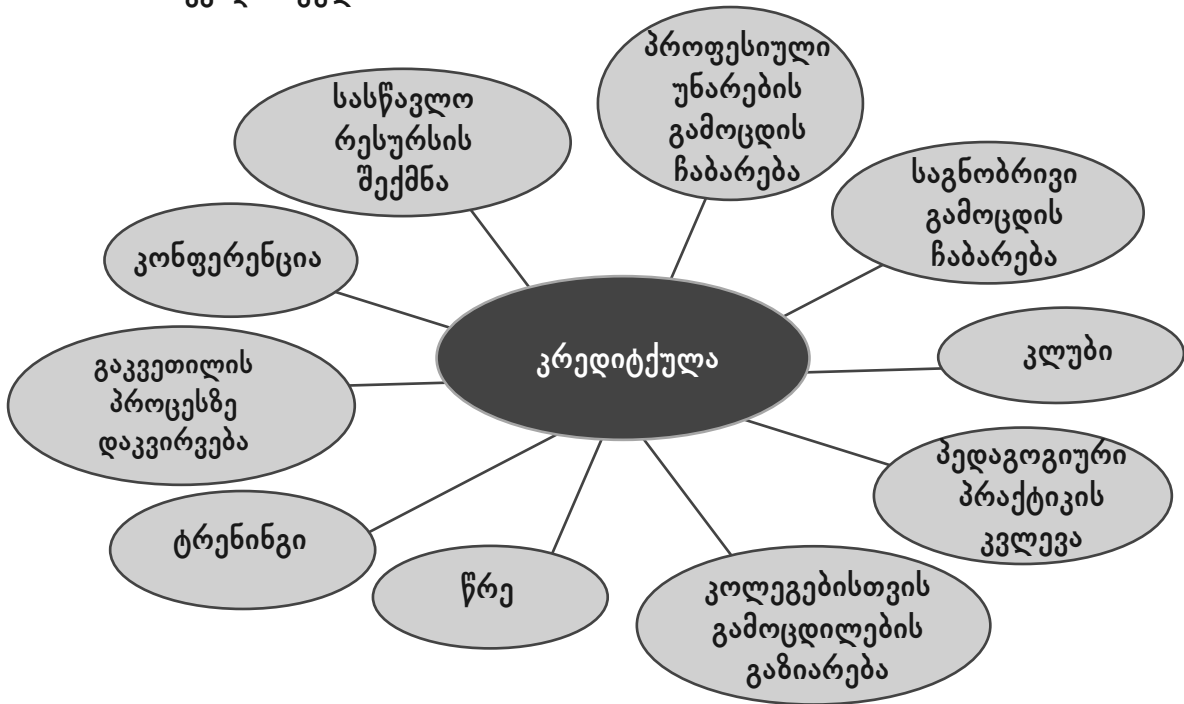 პროფესიული
უნარების
გამოცდის
ჩაბარება
სასწავლო
რესურსის
შექმნა
საგნობრივი
გამოცდის
ჩაბარება
კონფერენცია
კრედიტქულა
კლუბი
გაკვეთილის
პროცესზე
დაკვირვება
პედაგოგიური
პრაქტიკის
კვლევა
ტრენინგი
წრე
კოლეგებისთვის
გამოცდილების
გაზიარება